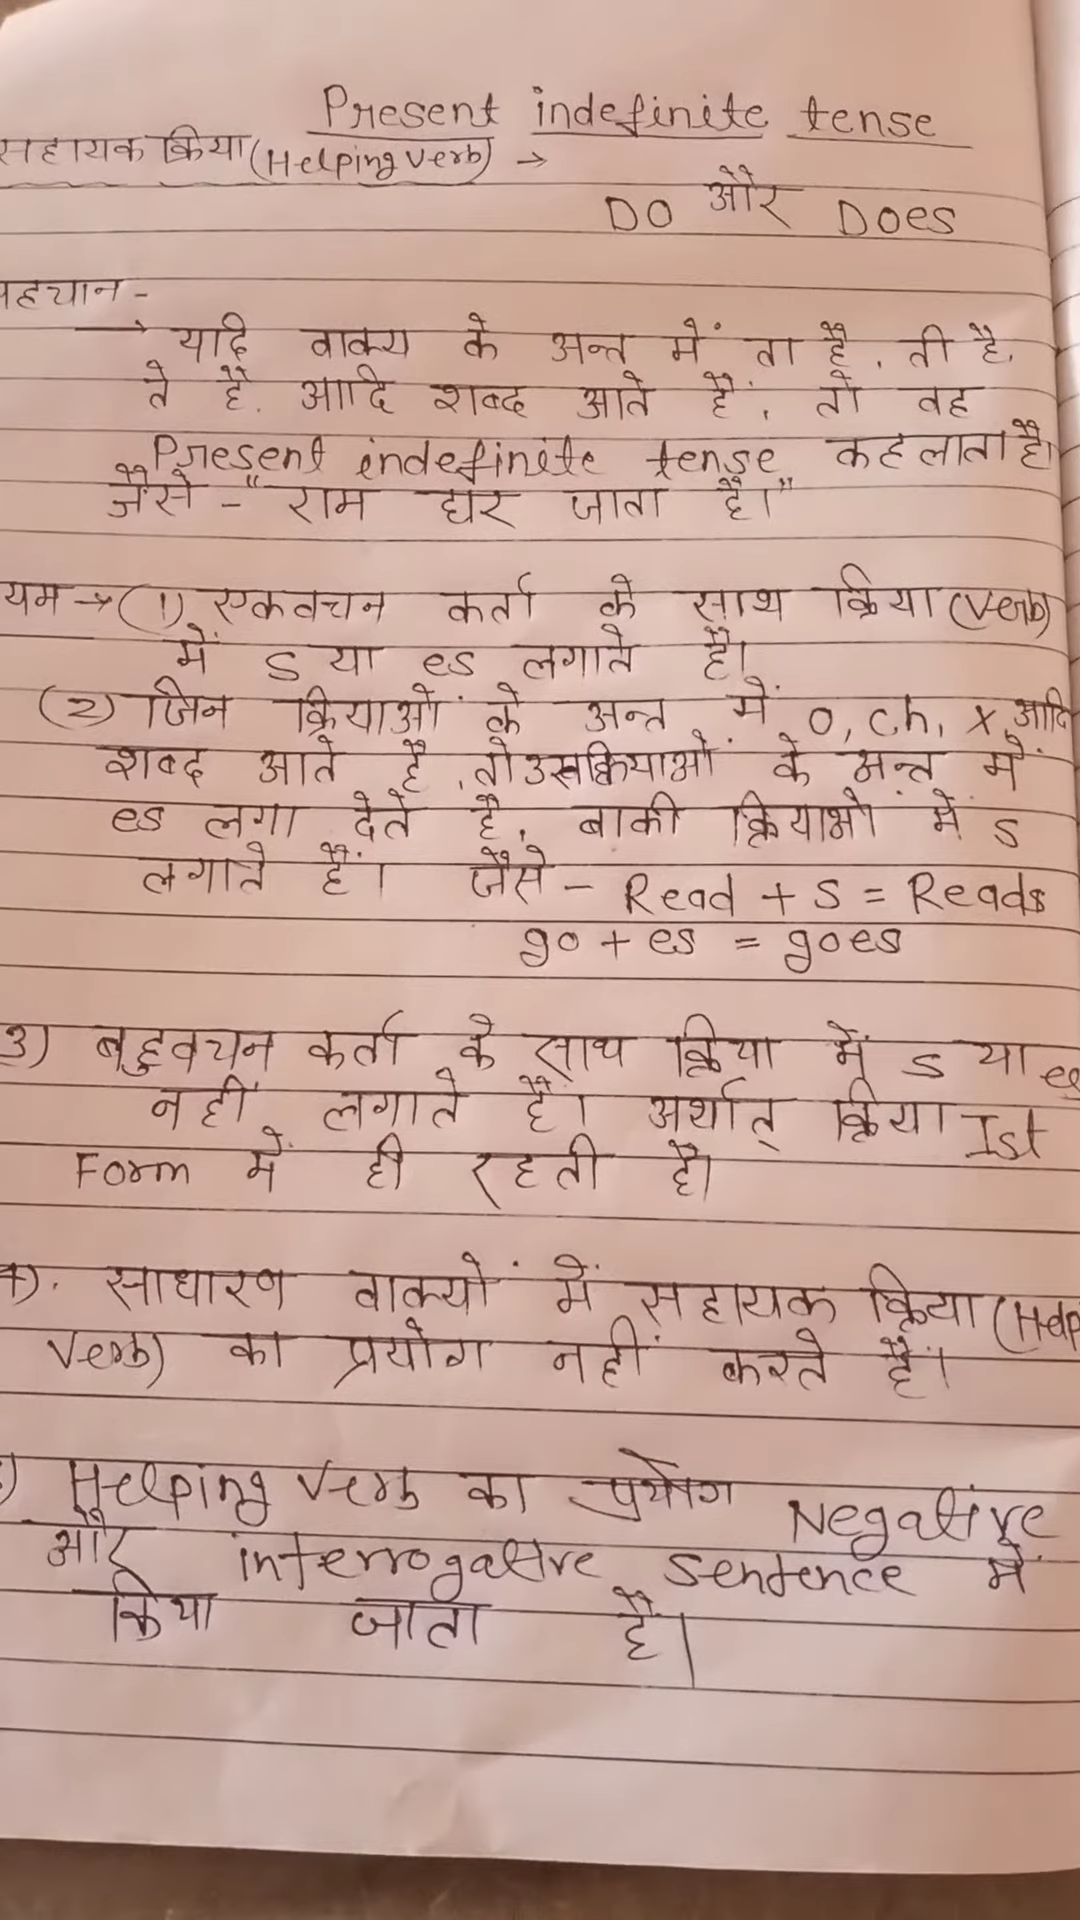 Present indefinite tense
सहायक क्रिया (Helping verb) →
DO और Does
पहचान -
→ यादि वाक्य के अन्त में ता है, ती है,
ते है. आदि शब्द आते हैं, तो वह
Present indefinite tense कहलाता है।
जैसे - "राम घर जाता है।"
यम → (1) एकवचन कर्ता के साथ क्रिया (Verb)
में s या es लगाते है।
(2) जिन क्रियाओं के अन्त में o, ch, x आदि
शब्द आते है, तो उस क्रियाओं के अन्त में
es लगा देते है, बाकी क्रियाओं में s
लगाते हैं। जैसे - Read + s = Reads
go + es = goes
3) बहुवचन कर्ता के साथ क्रिया में s या es
नहीं लगाते है। अर्थात् क्रिया Ist
Form में ही रहती है।
4). साधारण वाक्यों में सहायक क्रिया (Help
Verb) का प्रयोग नहीं करते हैं।
) Helping Verb का प्रयोग Negative
और interrogative sentence में
किया जाता है।